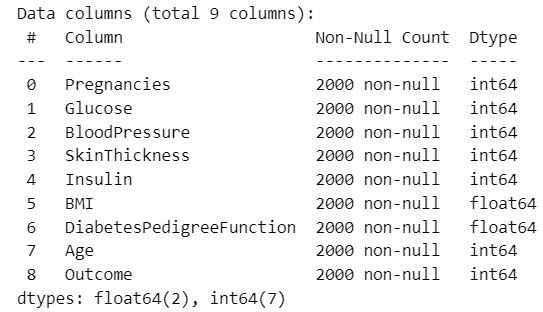 Data columns (total 9 columns):
 #   Column                    Non-Null Count  Dtype
---  ------                    --------------  -----
 0   Pregnancies               2000 non-null   int64
 1   Glucose                   2000 non-null   int64
 2   BloodPressure             2000 non-null   int64
 3   SkinThickness             2000 non-null   int64
 4   Insulin                   2000 non-null   int64
 5   BMI                       2000 non-null   float64
 6   DiabetesPedigreeFunction  2000 non-null   float64
 7   Age                       2000 non-null   int64
 8   Outcome                   2000 non-null   int64
dtypes: float64(2), int64(7)